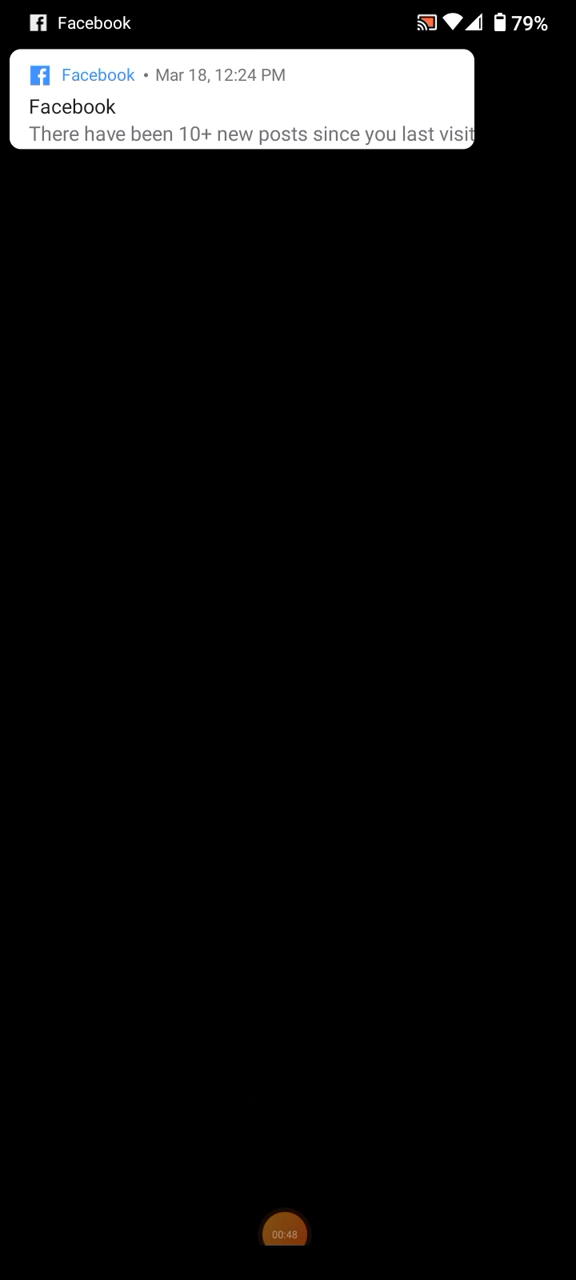 Facebook 79%
Facebook • Mar 18, 12:24 PM
Facebook
There have been 10+ new posts since you last visit
00:48